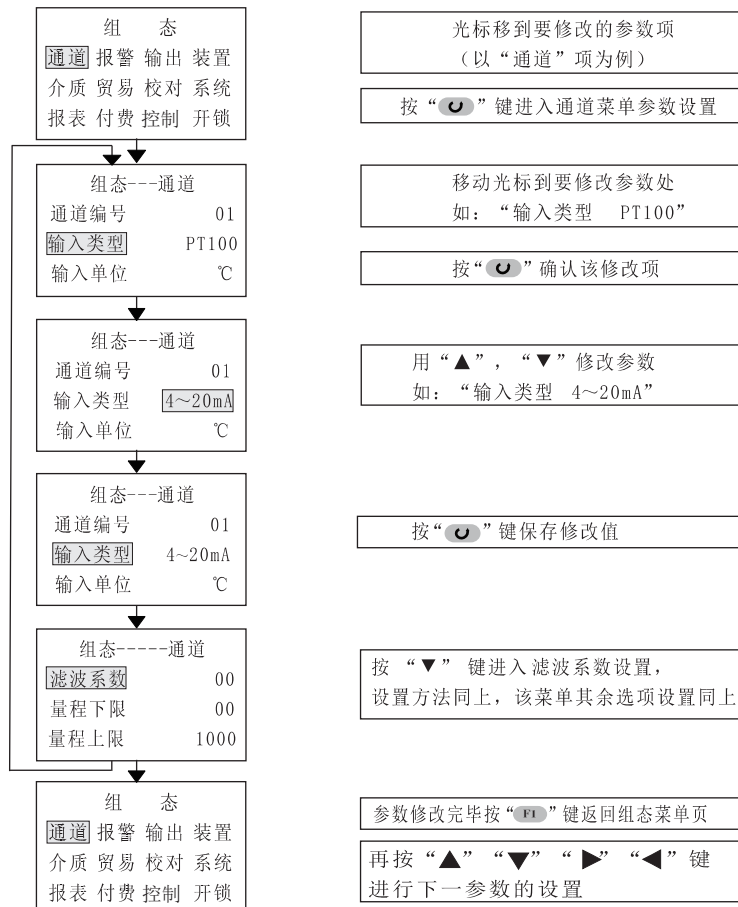 组 态
通道 报警 输出 装置
介质 贸易 校对 系统
报表 付费 控制 开锁
光标移到要修改的参数项
（以“通道”项为例）
按“ ”键进入通道菜单参数设置
组态---通道
通道编号 01
输入类型 PT100
输入单位 ℃
移动光标到要修改参数处
如：“输入类型 PT100”
按“ ”确认该修改项
组态---通道
通道编号 01
输入类型 4～20mA
输入单位 ℃
用“▲”，“▼”修改参数
如：“输入类型 4～20mA”
组态---通道
通道编号 01
输入类型 4～20mA
输入单位 ℃
按“ ”键保存修改值
组态-----通道
滤波系数 00
量程下限 00
量程上限 1000
按 “▼” 键进入滤波系数设置，
设置方法同上，该菜单其余选项设置同上
组 态
通道 报警 输出 装置
介质 贸易 校对 系统
报表 付费 控制 开锁
参数修改完毕按“F1”键返回组态菜单页
再按“▲”“▼”“▶”“◀”键
进行下一参数的设置